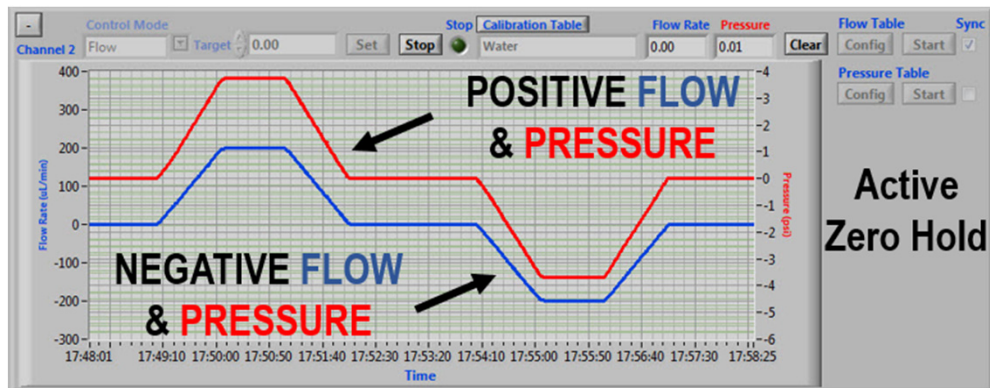 -
Control Mode
Stop Calibration Table
Flow Rate Pressure
Flow Table Sync
Channel 2 Flow Target 0.00 Set Stop Water 0.00 0.01 Clear Config Start
Pressure Table
Config Start
400
300
200
100
0
-100
-200
-300
Flow Rate (uL/min)
POSITIVE FLOW
& PRESSURE
NEGATIVE FLOW
& PRESSURE
-4
-3
-2
-1
-0
-1
-2
-3
-4
-5
-6
Pressure (psi)
Active
Zero Hold
17:48:01 17:49:10 17:50:00 17:50:50 17:51:40 17:52:30 17:53:20 17:54:10 17:55:00 17:55:50 17:56:40 17:57:30 17:58:25
Time